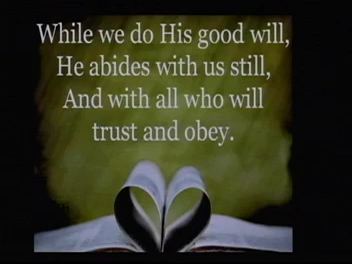 While we do His good will,
He abides with us still,
And with all who will
trust and obey.